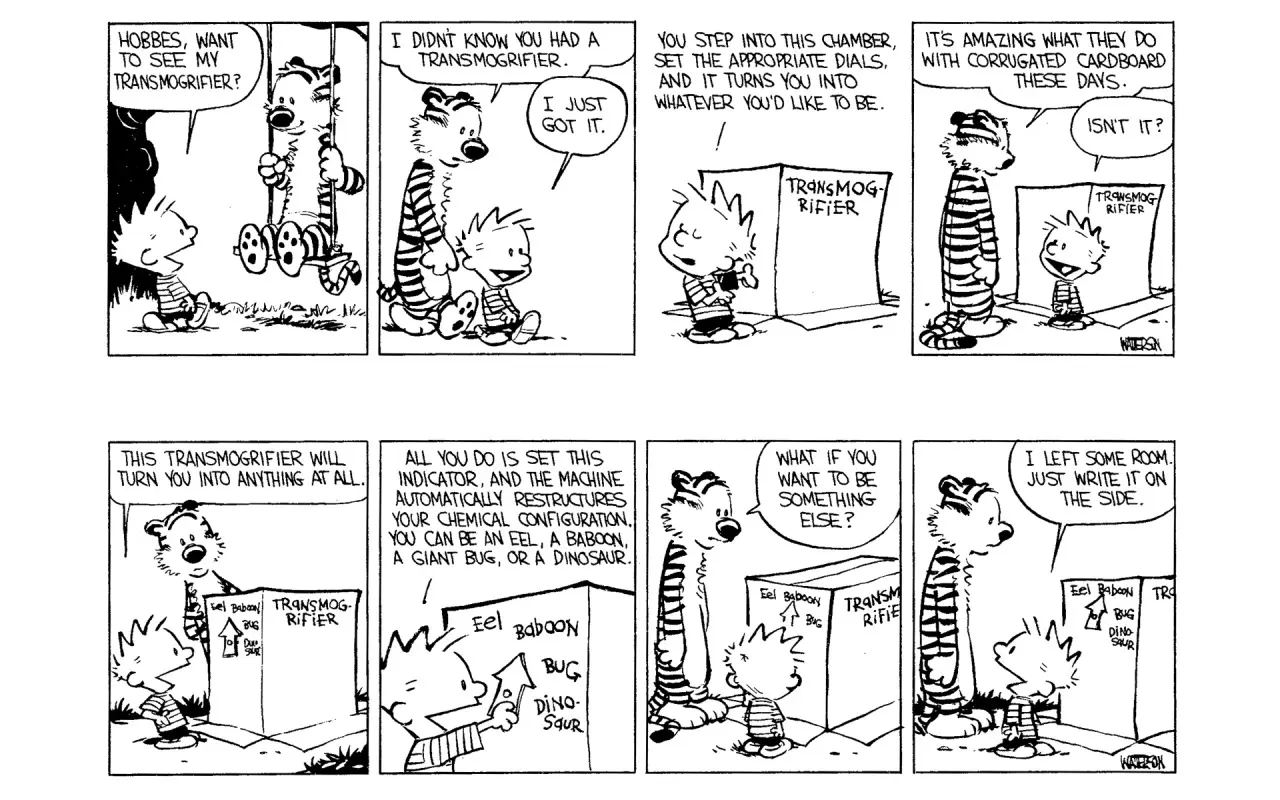 HOBBES, WANT
TO SEE MY
TRANSMOGRIFIER?
I DIDN'T KNOW YOU HAD A
TRANSMOGRIFIER.
I JUST
GOT IT.
YOU STEP INTO THIS CHAMBER,
SET THE APPROPRIATE DIALS,
AND IT TURNS YOU INTO
WHATEVER YOU'D LIKE TO BE.
TRANSMOG-
RIFIER
IT'S AMAZING WHAT THEY DO
WITH CORRUGATED CARDBOARD
THESE DAYS.
ISN'T IT?
TRANSMOG-
RIFIER
WATTERSON
THIS TRANSMOGRIFIER WILL
TURN YOU INTO ANYTHING AT ALL.
Eel BABOON
BUG
DINO-
SAUR
TRANSMOG-
RIFIER
ALL YOU DO IS SET THIS
INDICATOR, AND THE MACHINE
AUTOMATICALLY RESTRUCTURES
YOUR CHEMICAL CONFIGURATION.
YOU CAN BE AN EEL, A BABOON,
A GIANT BUG, OR A DINOSAUR.
Eel
BABOON
BUG
DINO-
SAUR
WHAT IF YOU
WANT TO BE
SOMETHING
ELSE?
Eel BABOON
BUG
TRANSM
RIFIE
I LEFT SOME ROOM.
JUST WRITE IT ON
THE SIDE.
Eel BABOON
BUG
DINO-
SAUR
TR
WATTERSON